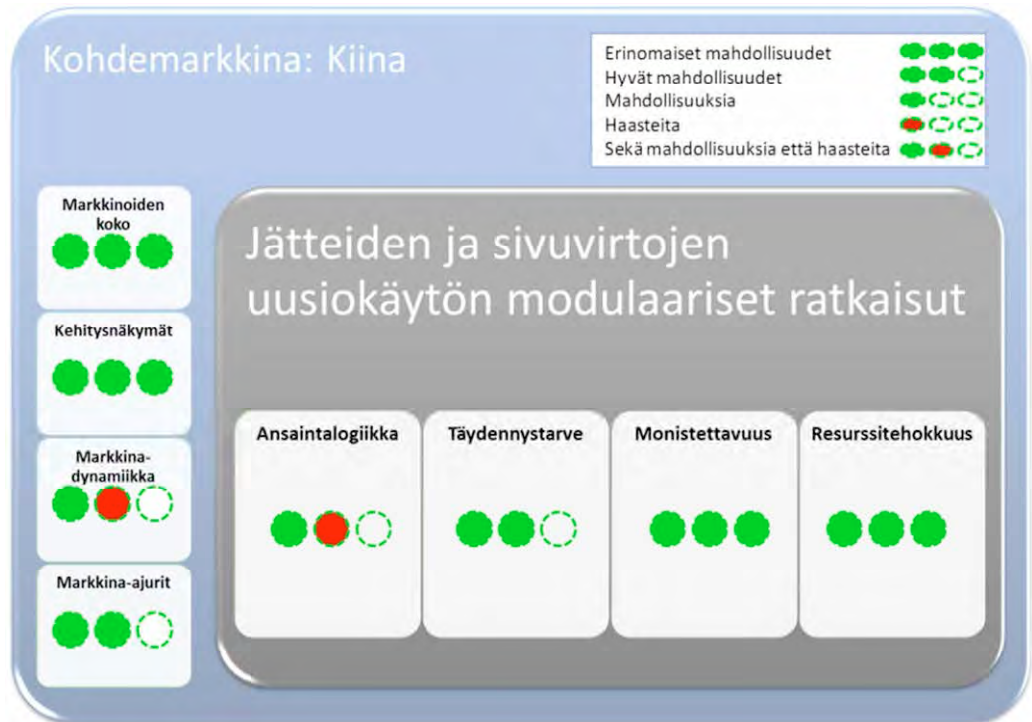 Kohdemarkkina: Kiina
Erinomaiset mahdollisuudet
Hyvät mahdollisuudet
Mahdollisuuksia
Haasteita
Sekä mahdollisuuksia että haasteita
Markkinoiden
koko
Kehitysnäkymät
Markkina-
dynamiikka
Markkina-ajurit
Jätteiden ja sivuvirtojen
uusiokäytön modulaariset ratkaisut
Ansaintalogiikka
Täydennystarve
Monistettavuus
Resurssitehokkuus